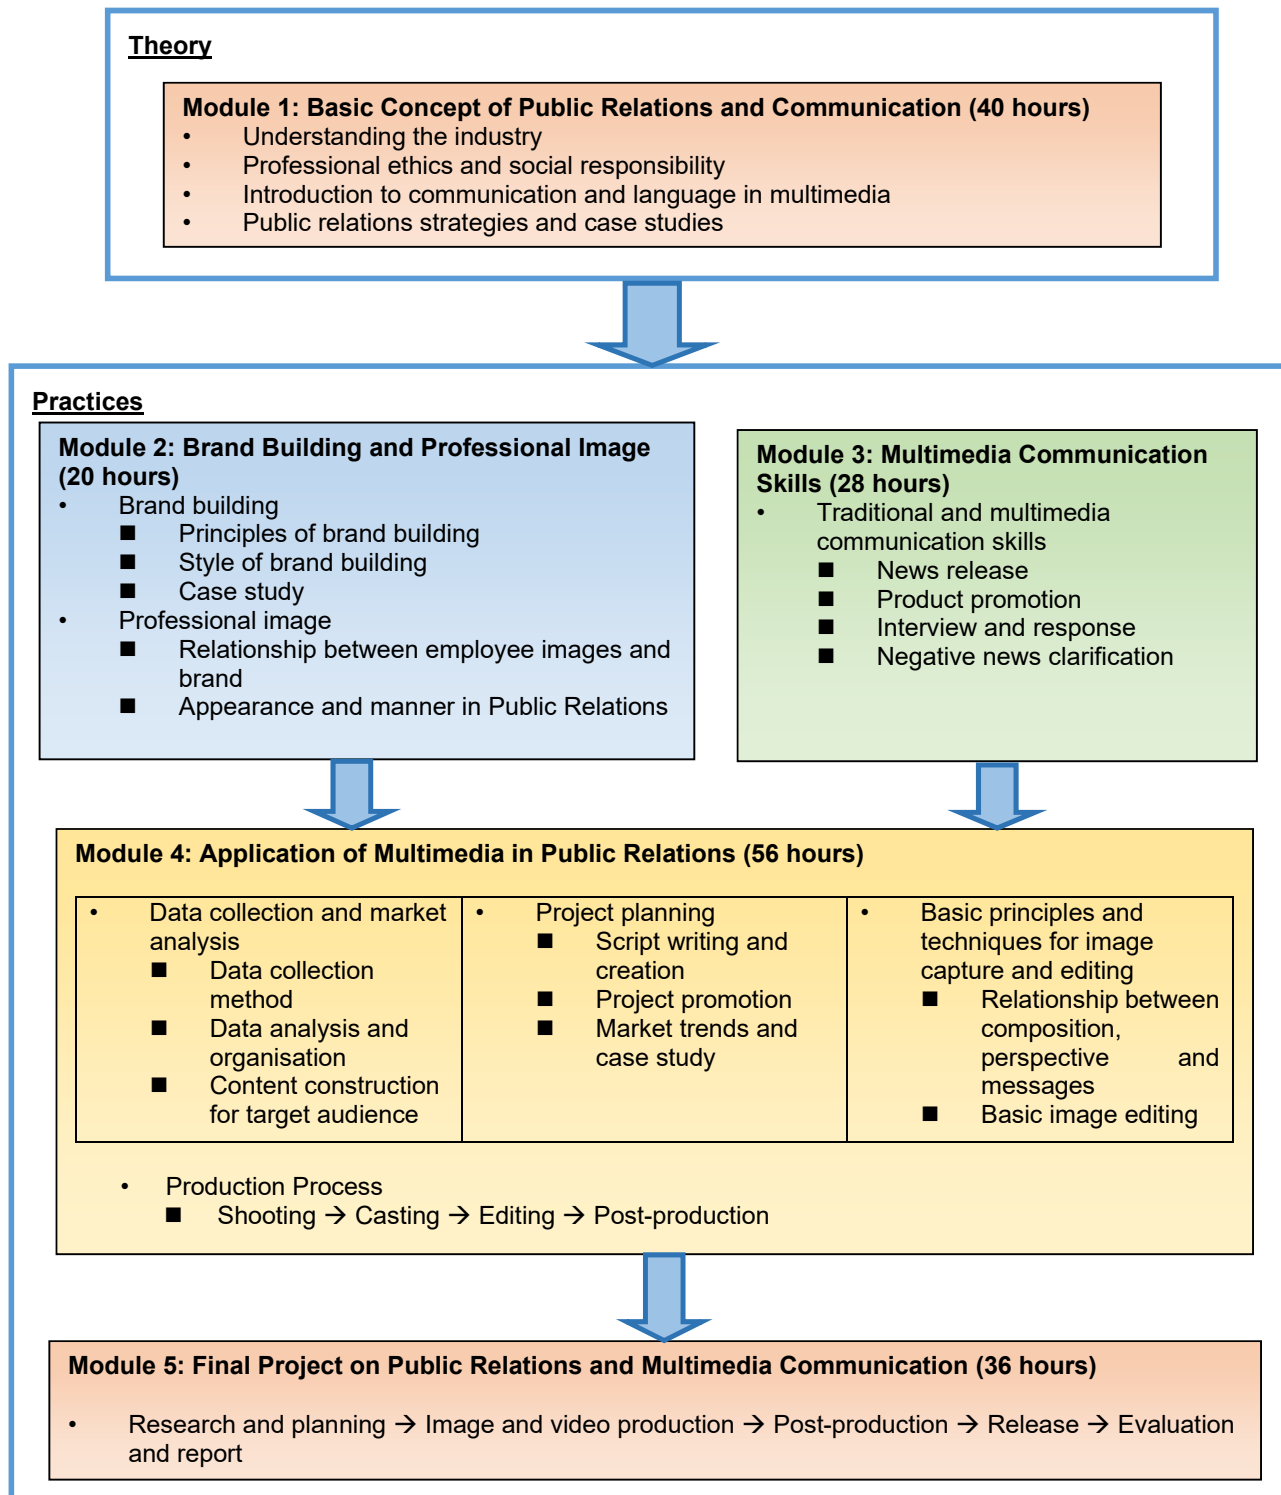 Theory
Module 1: Basic Concept of Public Relations and Communication (40 hours)
• Understanding the industry
• Professional ethics and social responsibility
• Introduction to communication and language in multimedia
• Public relations strategies and case studies
Practices
Module 2: Brand Building and Professional Image
(20 hours)
• Brand building
■ Principles of brand building
■ Style of brand building
■ Case study
• Professional image
■ Relationship between employee images and
brand
■ Appearance and manner in Public Relations
Module 3: Multimedia Communication
Skills (28 hours)
• Traditional and multimedia
communication skills
■ News release
■ Product promotion
■ Interview and response
■ Negative news clarification
Module 4: Application of Multimedia in Public Relations (56 hours)
• Data collection and market
analysis
■ Data collection
method
■ Data analysis and
organisation
■ Content construction
for target audience
• Project planning
■ Script writing and
creation
■ Project promotion
■ Market trends and
case study
• Basic principles and
techniques for image
capture and editing
■ Relationship between
composition,
perspective and
messages
■ Basic image editing
• Production Process
■ Shooting → Casting → Editing → Post-production
Module 5: Final Project on Public Relations and Multimedia Communication (36 hours)
• Research and planning → Image and video production → Post-production → Release → Evaluation
and report